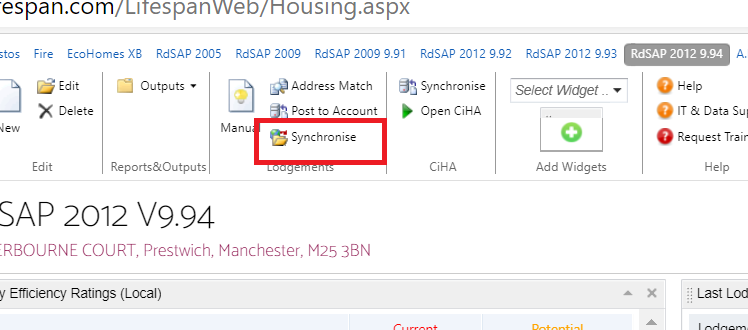 espan.com/LifespanWeb/Housing.aspx
stos Fire EcoHomes XB RdSAP 2005 RdSAP 2009 RdSAP 2009 9.91 RdSAP 2012 9.92 RdSAP 2012 9.93 RdSAP 2012 9.94 A.
Edit Outputs Address Match Synchronise Select Widget .. Help
Delete Post to Account Open CiHA IT & Data Su
New Manua Synchronise Request Train
Edit Reports&Outputs Lodgements CiHA Add Widgets Help
dSAP 2012 V9.94
ERBOURNE COURT, Prestwich, Manchester, M25 3BN
y Efficiency Ratings (Local) Last Lod
Current Potential Lodgeme